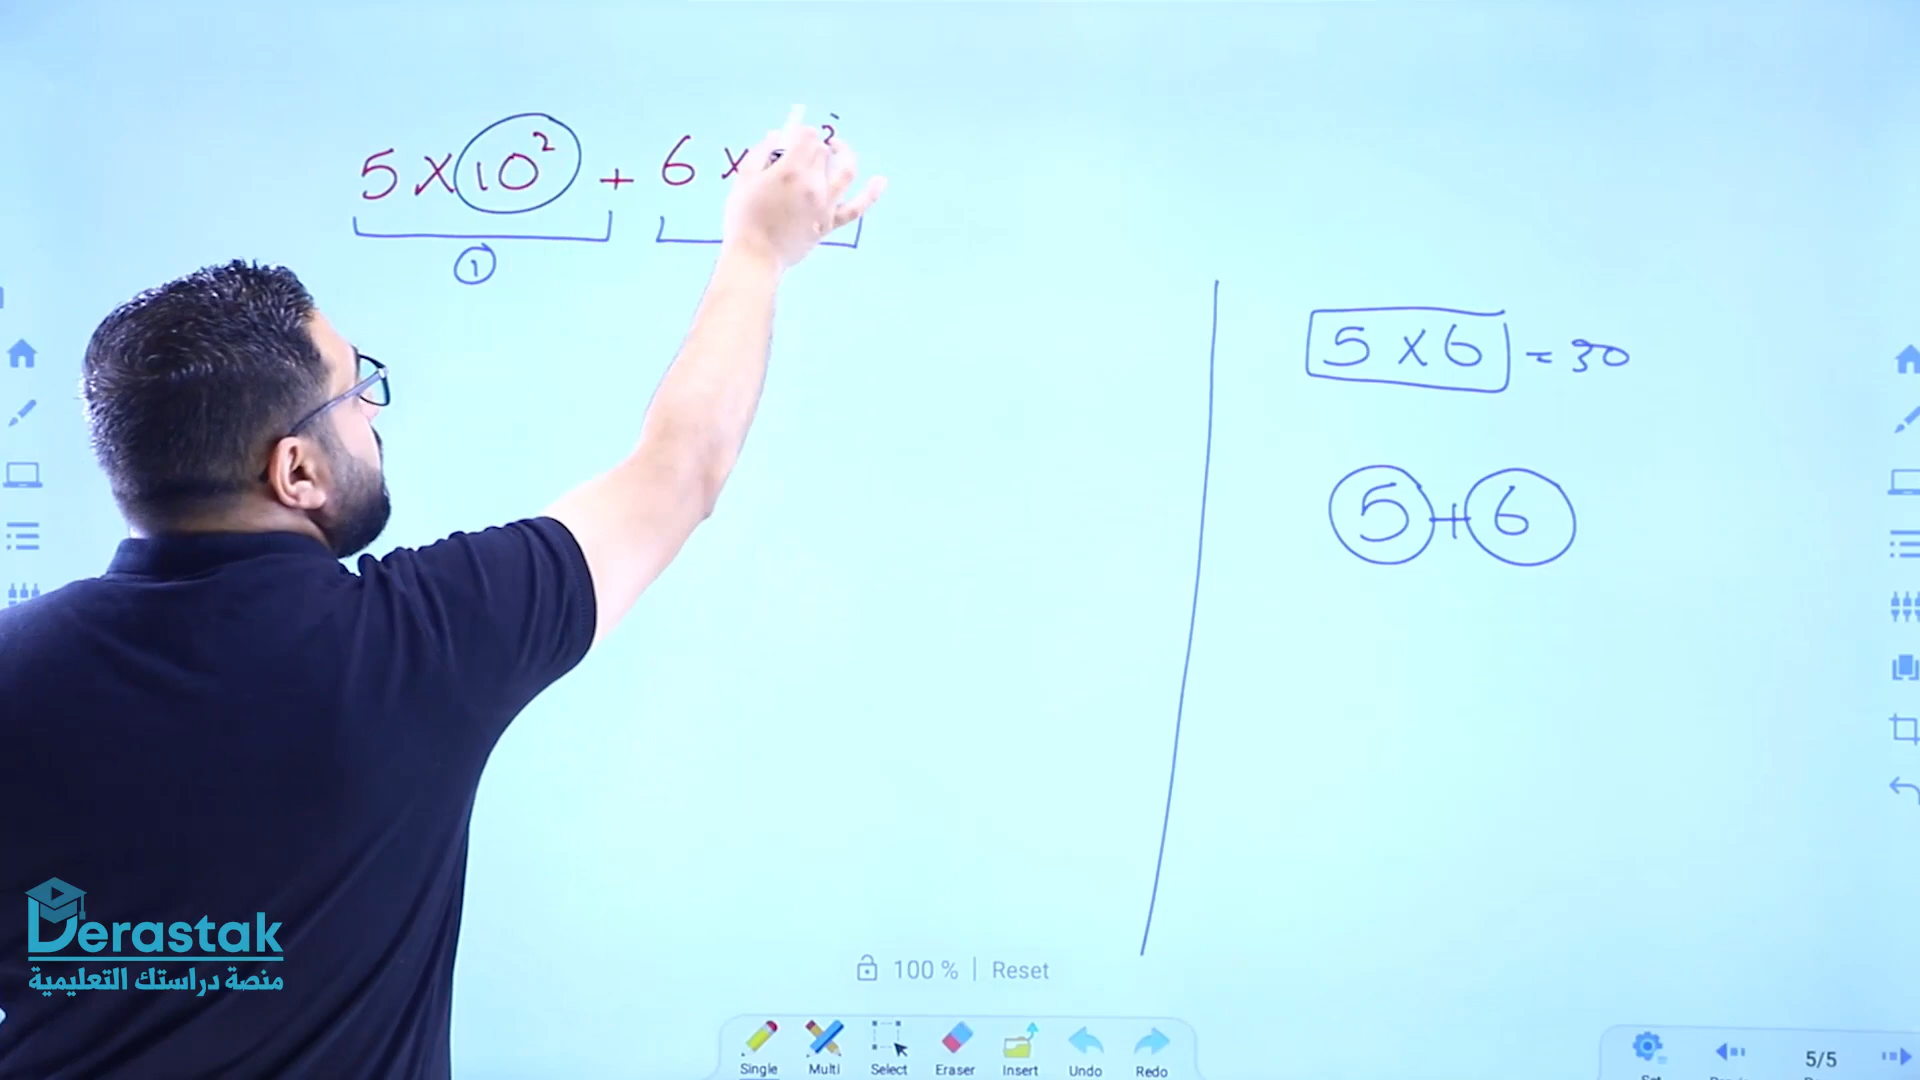 5 × 10² + 6 ×
①
5 × 6 = 30
5 + 6
Derastak
منصة دراستك التعليمية
100 % | Reset
Single Multi Select Eraser Insert Undo Redo
5/5